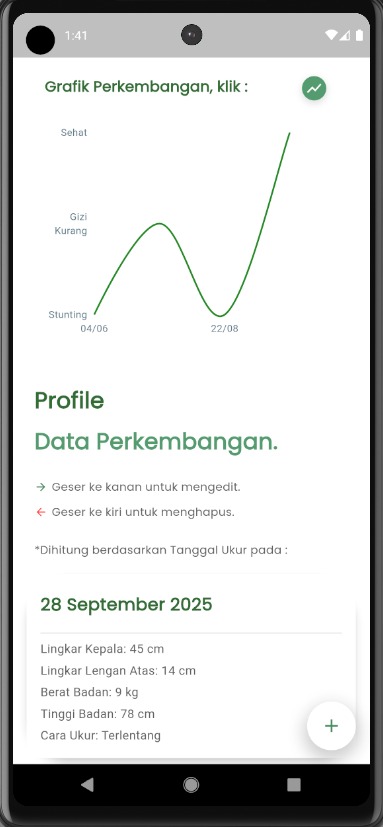 1:41
Grafik Perkembangan, klik :
Sehat
Gizi
Kurang
Stunting
04/06
22/08
Profile
Data Perkembangan.
→ Geser ke kanan untuk mengedit.
← Geser ke kiri untuk menghapus.
*Dihitung berdasarkan Tanggal Ukur pada :
28 September 2025
Lingkar Kepala: 45 cm
Lingkar Lengan Atas: 14 cm
Berat Badan: 9 kg
Tinggi Badan: 78 cm
Cara Ukur: Terlentang
+